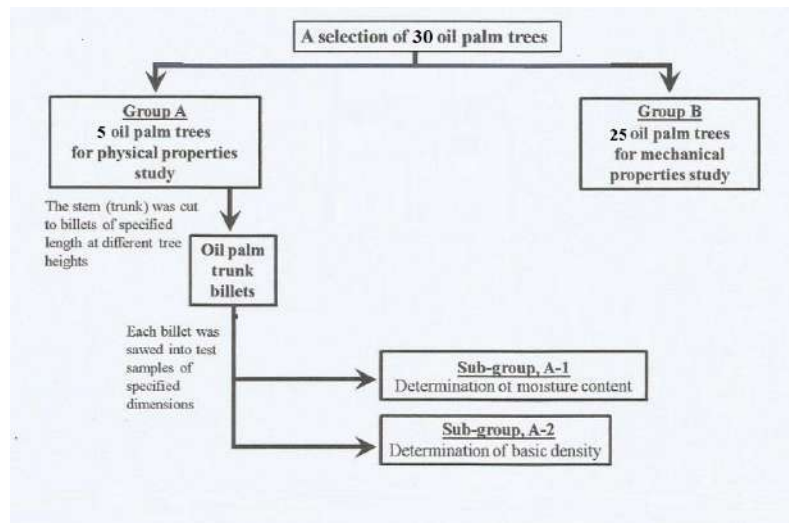 A selection of 30 oil palm trees
Group A
5 oil palm trees
for physical properties
study
Group B
25 oil palm trees
for mechanical
properties study
The stem (trunk) was cut
to billets of specified
length at different tree
heights
Oil palm
trunk
billets
Each billet was
sawed into test
samples of
specified
dimensions
Sub-group, A-1
Determination of moisture content
Sub-group, A-2
Determination of basic density